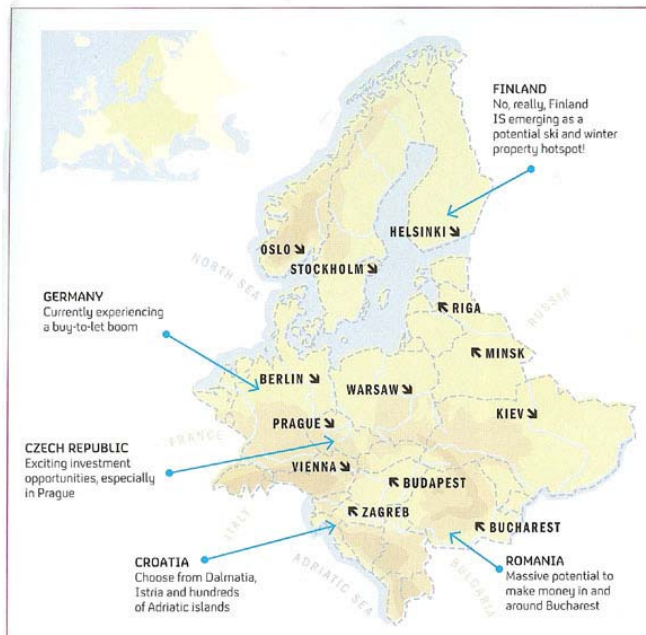 FINLAND
No, really, Finland
IS emerging as a
potential ski and winter
property hotspot!
HELSINKI
OSLO
STOCKHOLM
NORTH SEA
GERMANY
Currently experiencing
a buy-to-let boom
RIGA
RUSSIA
MINSK
BERLIN
WARSAW
KIEV
PRAGUE
FRANCE
CZECH REPUBLIC
Exciting investment
opportunities, especially
in Prague
VIENNA
BUDAPEST
ZAGREB
BUCHAREST
ITALY
CROATIA
Choose from Dalmatia,
Istria and hundreds
of Adriatic islands
ADRIATIC SEA
BULGARIA
ROMANIA
Massive potential to
make money in and
around Bucharest